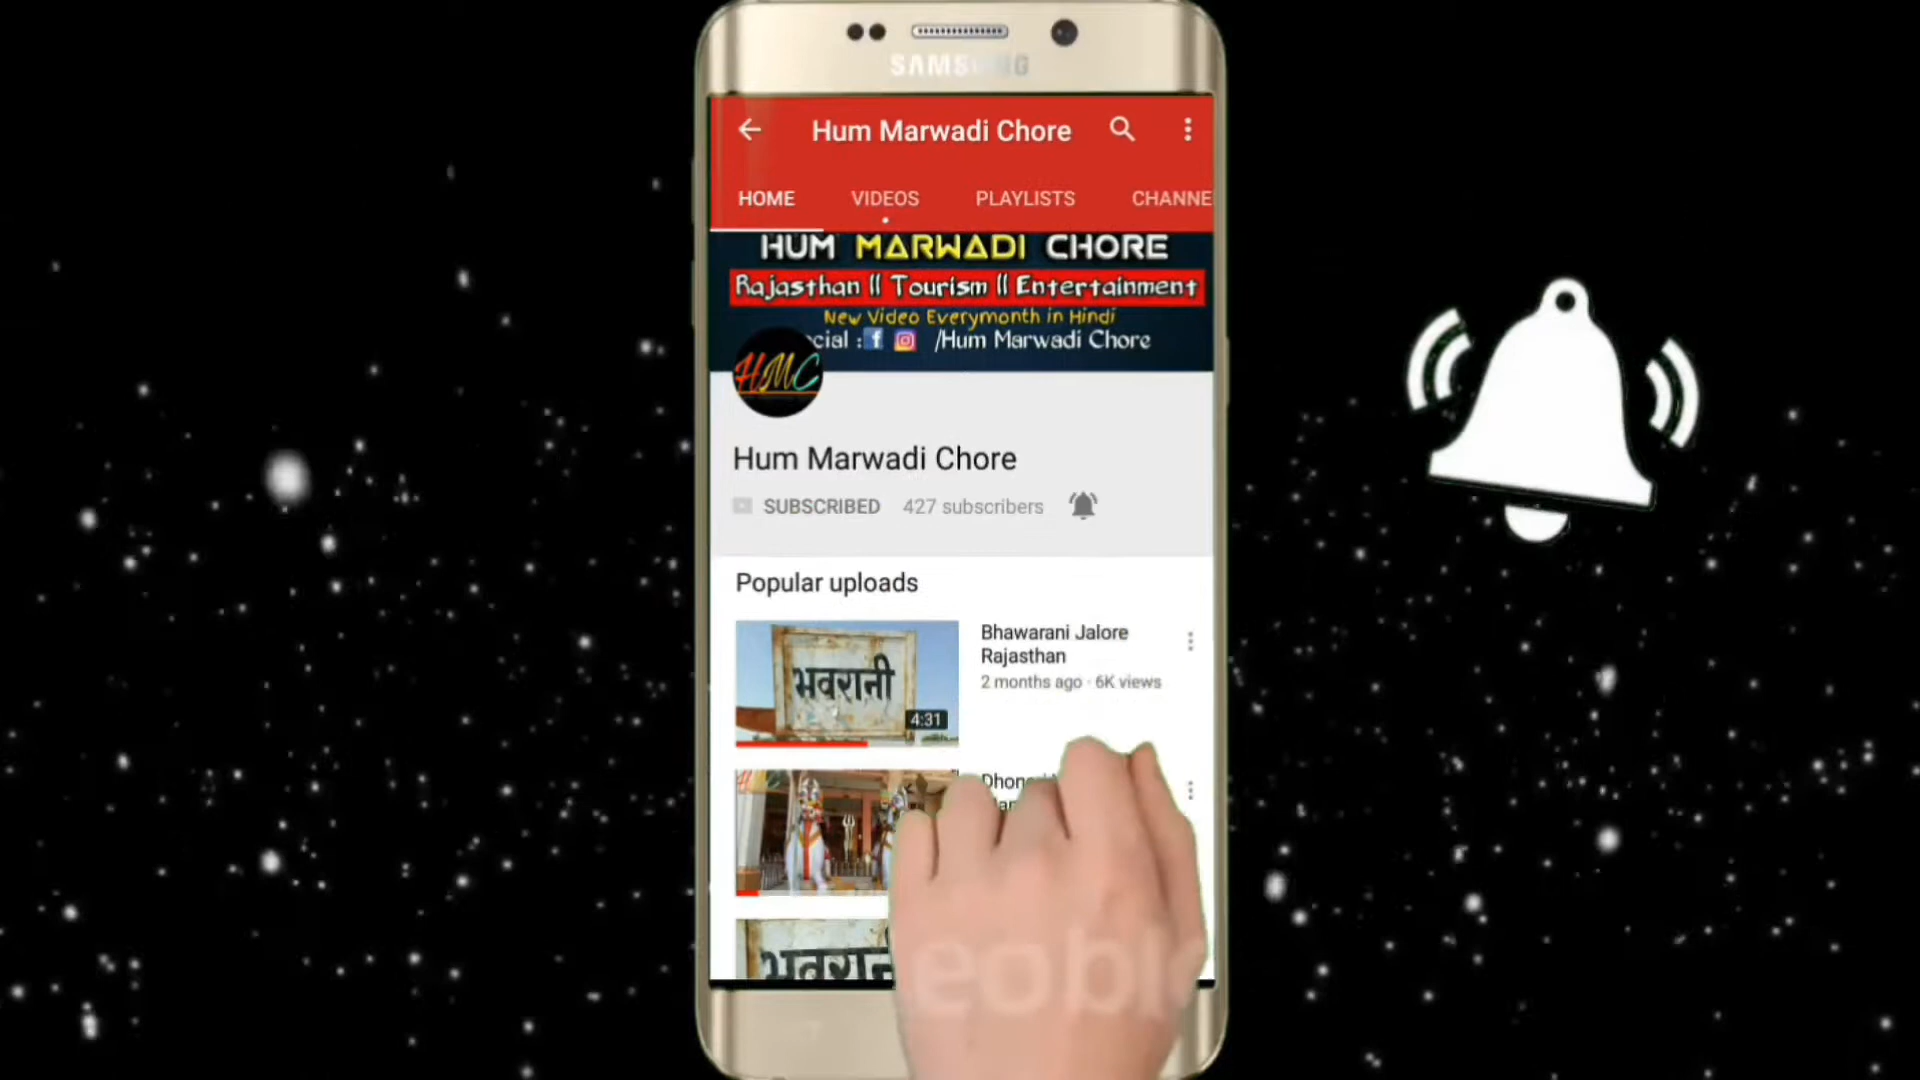 SAMSUNG
Hum Marwadi Chore
HOME VIDEOS PLAYLISTS CHANNE
HUM MARWADI CHORE
Rajasthan || Tourism || Entertainment
New Video Everymonth in Hindi
cial : f /Hum Marwadi Chore
HMC
Hum Marwadi Chore
SUBSCRIBED 427 subscribers
Popular uploads
भवरानी
4:31
Bhawarani Jalore
Rajasthan
2 months ago · 6K views